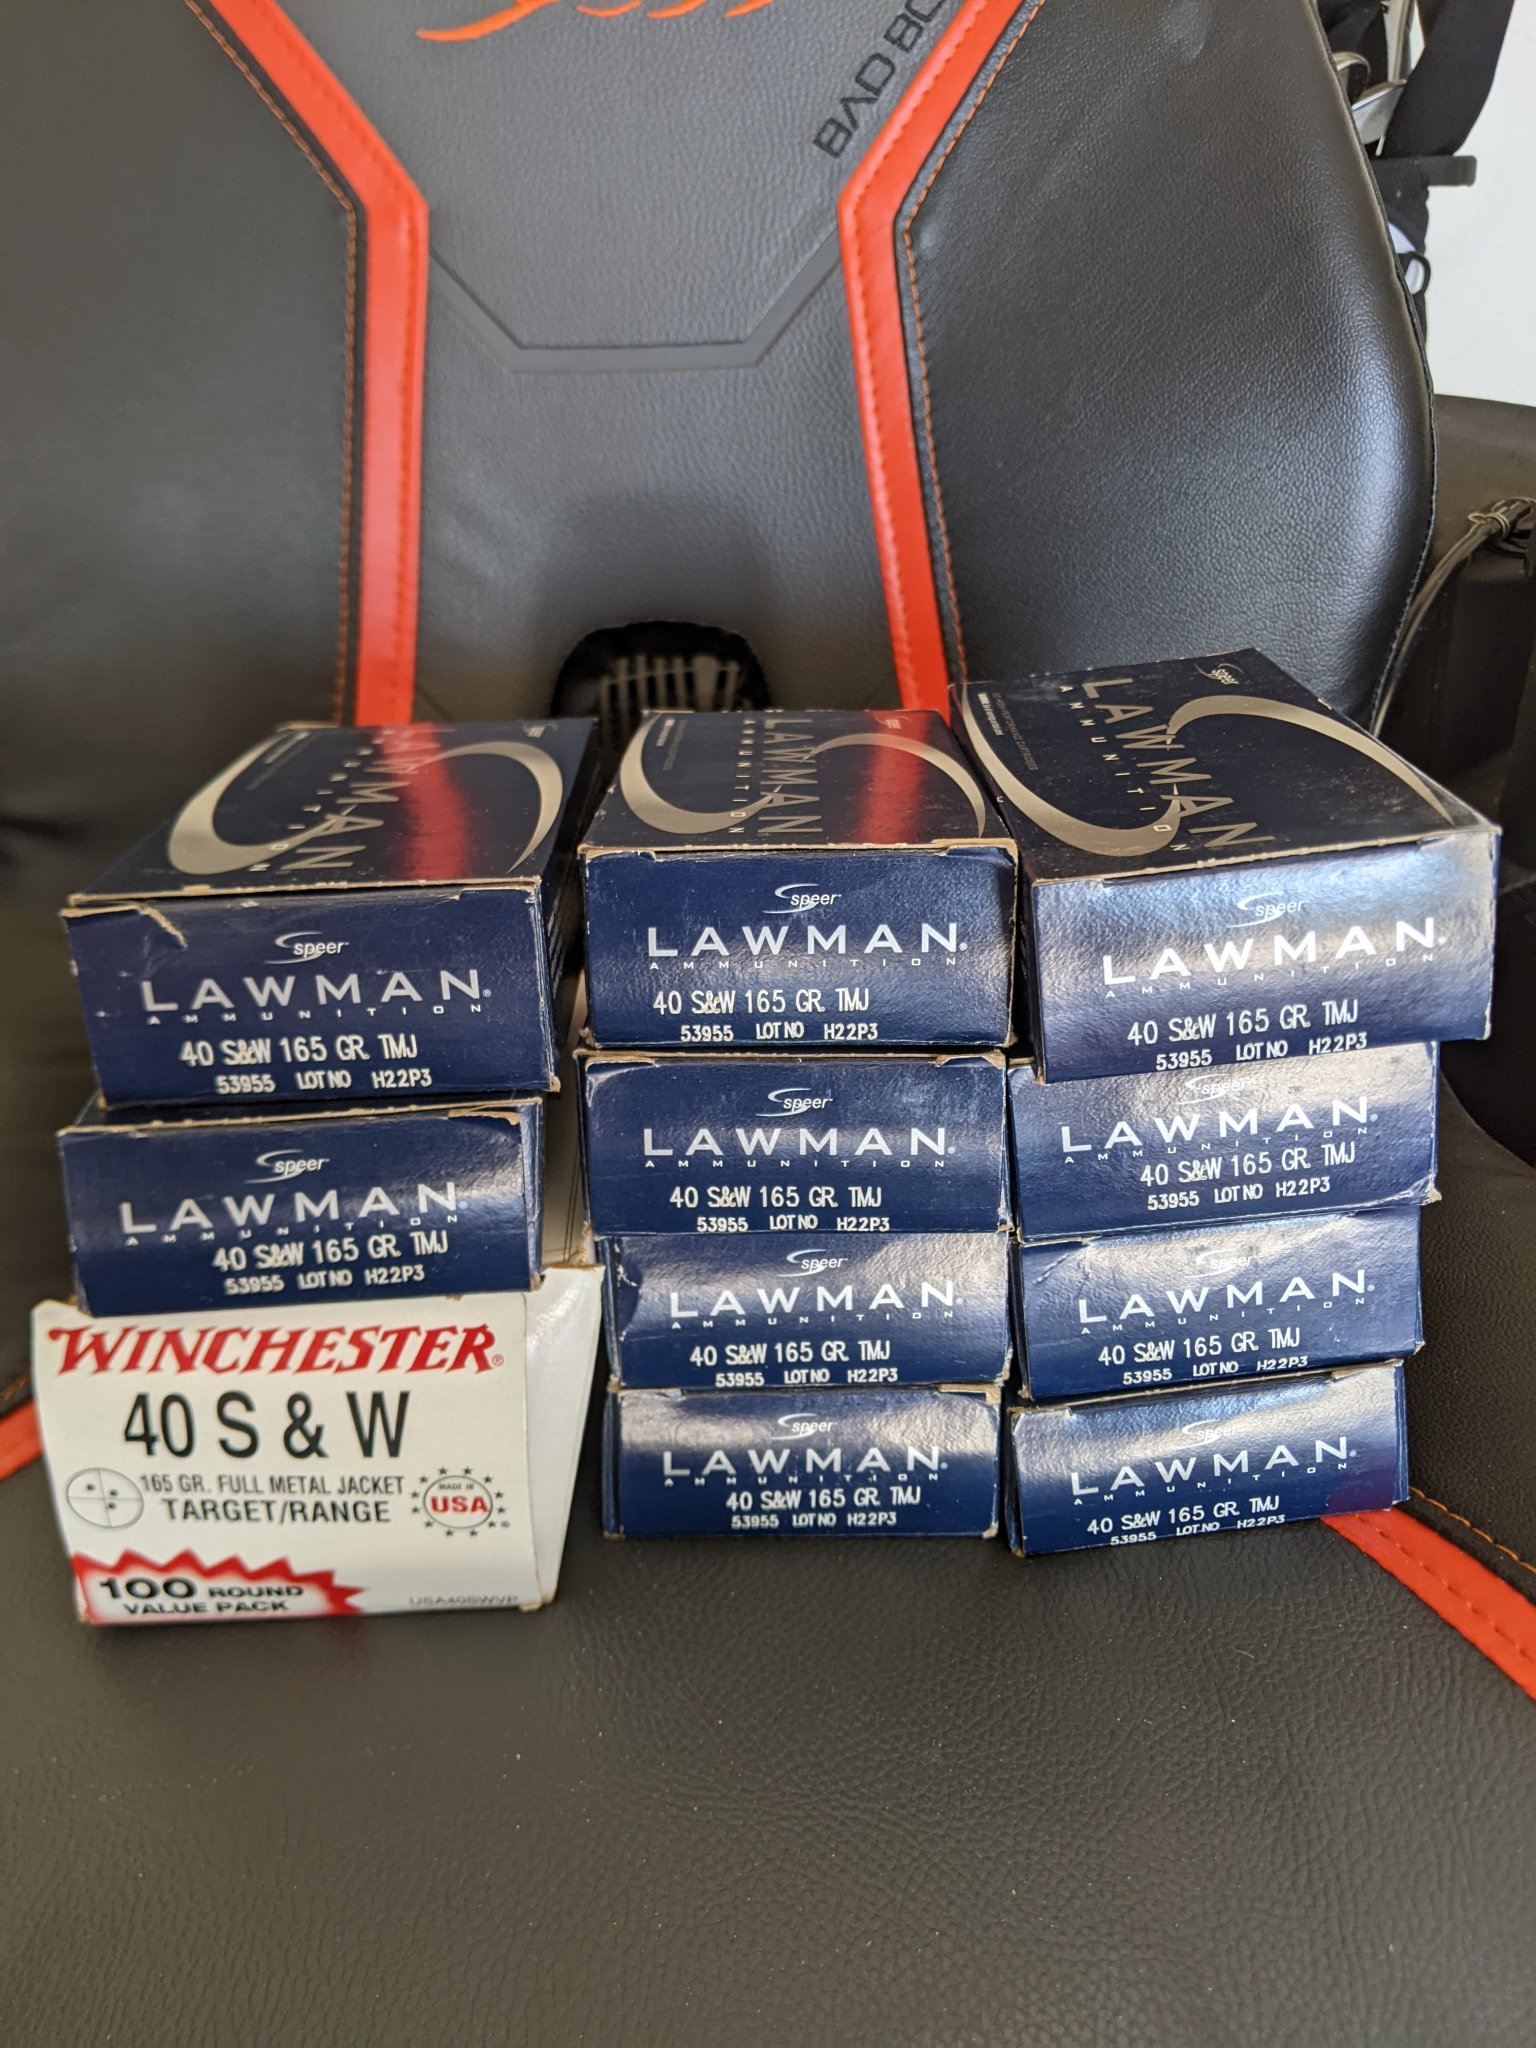 BAD BO
Speer
LAWMAN
AMMUNITION
Speer
LAWMAN
AMMUNITION
Speer
LAWMAN
AMMUNITION
Speer
LAWMAN®
AMMUNITION
40 S&W 165 GR. TMJ
53955 LOT NO H22P3
Speer
LAWMAN®
AMMUNITION
40 S&W 165 GR. TMJ
53955 LOT NO H22P3
WINCHESTER®
40 S & W
165 GR. FULL METAL JACKET
TARGET/RANGE
MADE IN
USA
100 ROUND
VALUE PACK
USA40SWVP
Speer
LAWMAN®
AMMUNITION
40 S&W 165 GR. TMJ
53955 LOT NO H22P3
Speer
LAWMAN®
AMMUNITION
40 S&W 165 GR. TMJ
53955 LOT NO H22P3
Speer
LAWMAN®
AMMUNITION
40 S&W 165 GR. TMJ
53955 LOT NO H22P3
Speer
LAWMAN®
AMMUNITION
40 S&W 165 GR. TMJ
53955 LOT NO H22P3
Speer
LAWMAN®
AMMUNITION
40 S&W 165 GR. TMJ
53955 LOT NO H22P3
Speer
LAWMAN®
AMMUNITION
40 S&W 165 GR. TMJ
53955 LOT NO H22P3
Speer
LAWMAN®
AMMUNITION
40 S&W 165 GR. TMJ
53955 LOT NO H22P3
Speer
LAWMAN®
AMMUNITION
40 S&W 165 GR. TMJ
53955 LOT NO H22P3